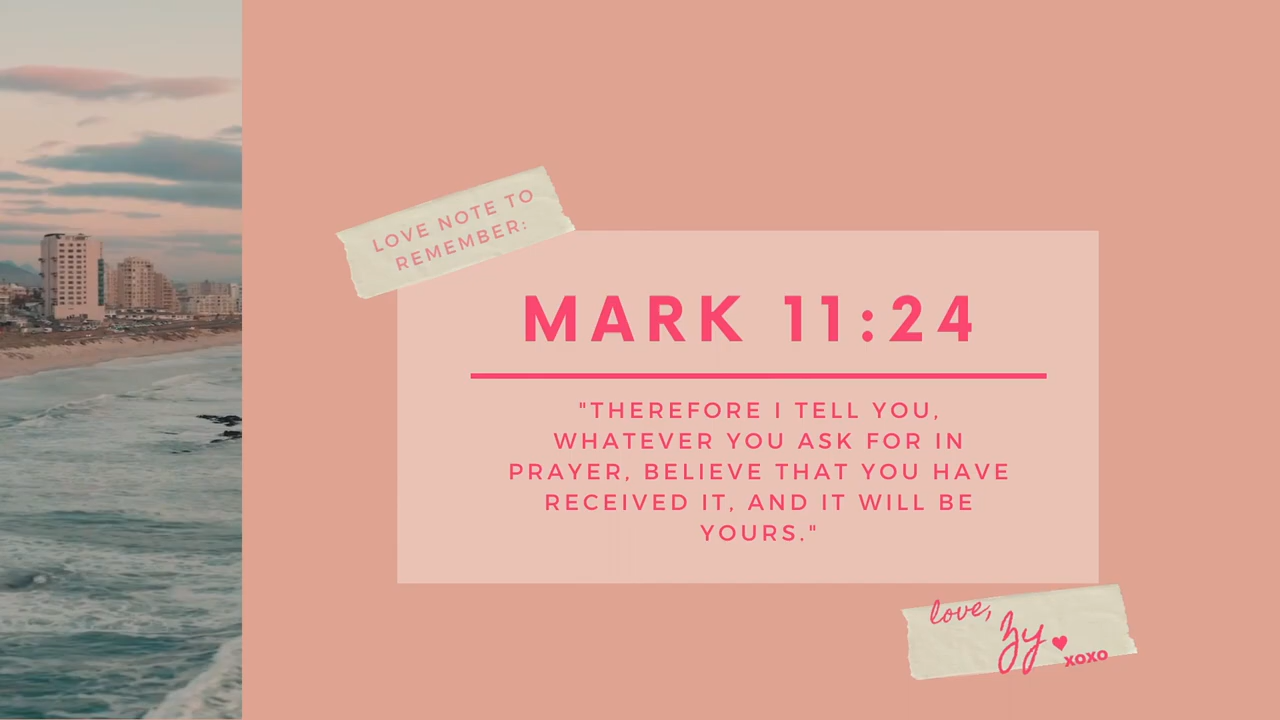 LOVE NOTE TO
REMEMBER:
MARK 11:24
"THEREFORE I TELL YOU,
WHATEVER YOU ASK FOR IN
PRAYER, BELIEVE THAT YOU HAVE
RECEIVED IT, AND IT WILL BE
YOURS."
love,
zy
xoxo